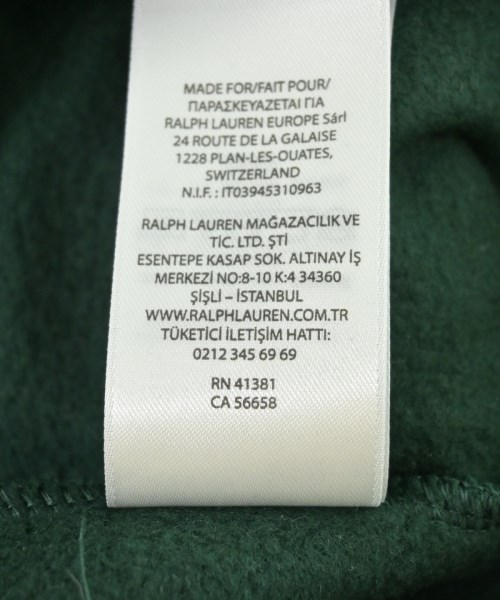 MADE FOR/FAIT POUR/
ΠΑΡΑΣΚΕΥΑΖΕΤΑΙ ΓΙΑ
RALPH LAUREN EUROPE Sárl
24 ROUTE DE LA GALAISE
1228 PLAN-LES-OUATES,
SWITZERLAND
N.I.F. : IT03945310963
RALPH LAUREN MAĞAZACILIK VE
TİC. LTD. ŞTİ
ESENTEPE KASAP SOK. ALTINAY İŞ
MERKEZİ NO:8-10 K:4 34360
ŞİŞLİ – İSTANBUL
WWW.RALPHLAUREN.COM.TR
TÜKETİCİ İLETİŞİM HATTI:
0212 345 69 69
RN 41381
CA 56658